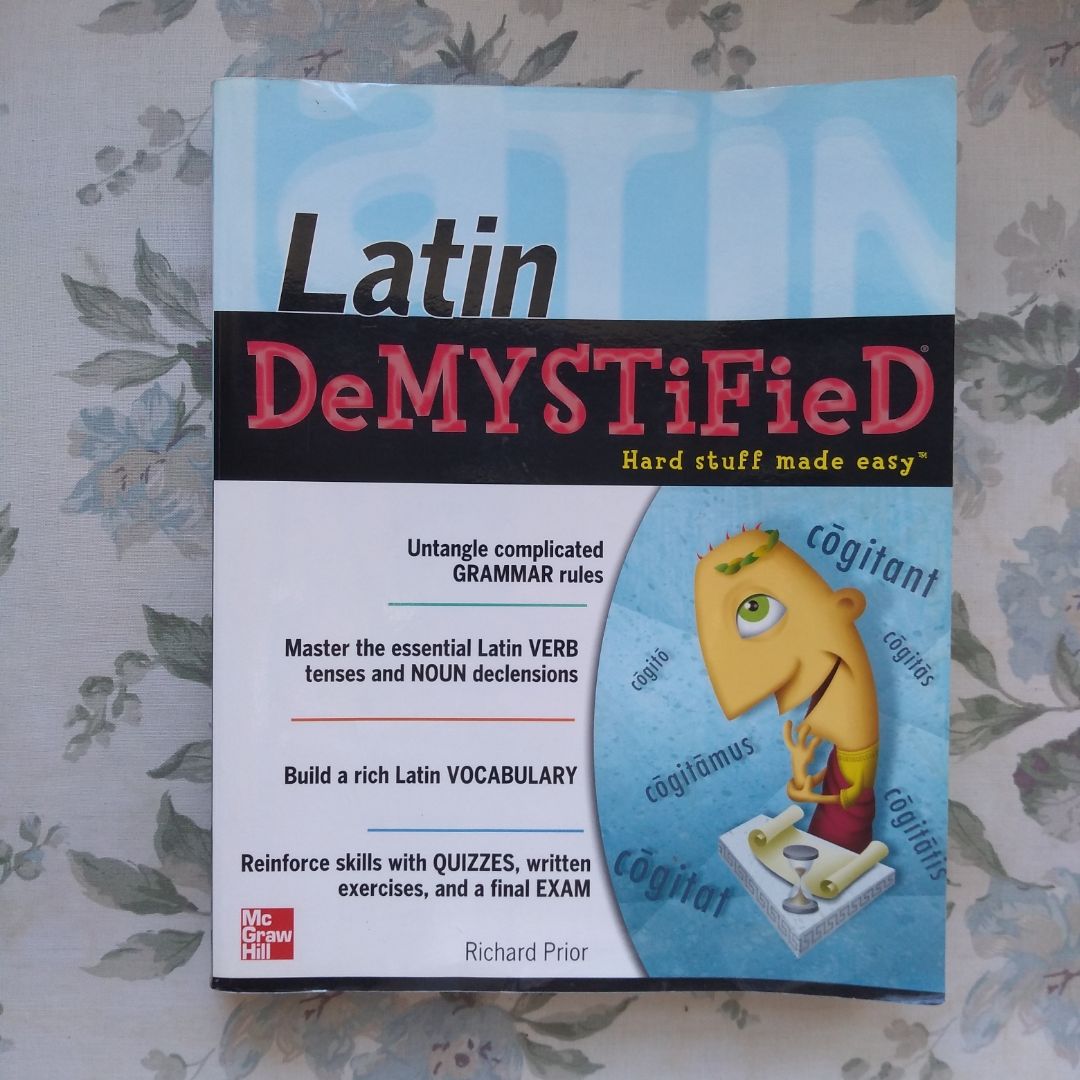 Latin
Latin
DeMYSTiFieD®
Hard stuff made easy™
Untangle complicated
GRAMMAR rules
Master the essential Latin VERB
tenses and NOUN declensions
Build a rich Latin VOCABULARY
Reinforce skills with QUIZZES, written
exercises, and a final EXAM
cōgitant
cōgitō
cōgitās
cōgitāmus
cōgitātis
cōgitat
Mc
Graw
Hill
Richard Prior